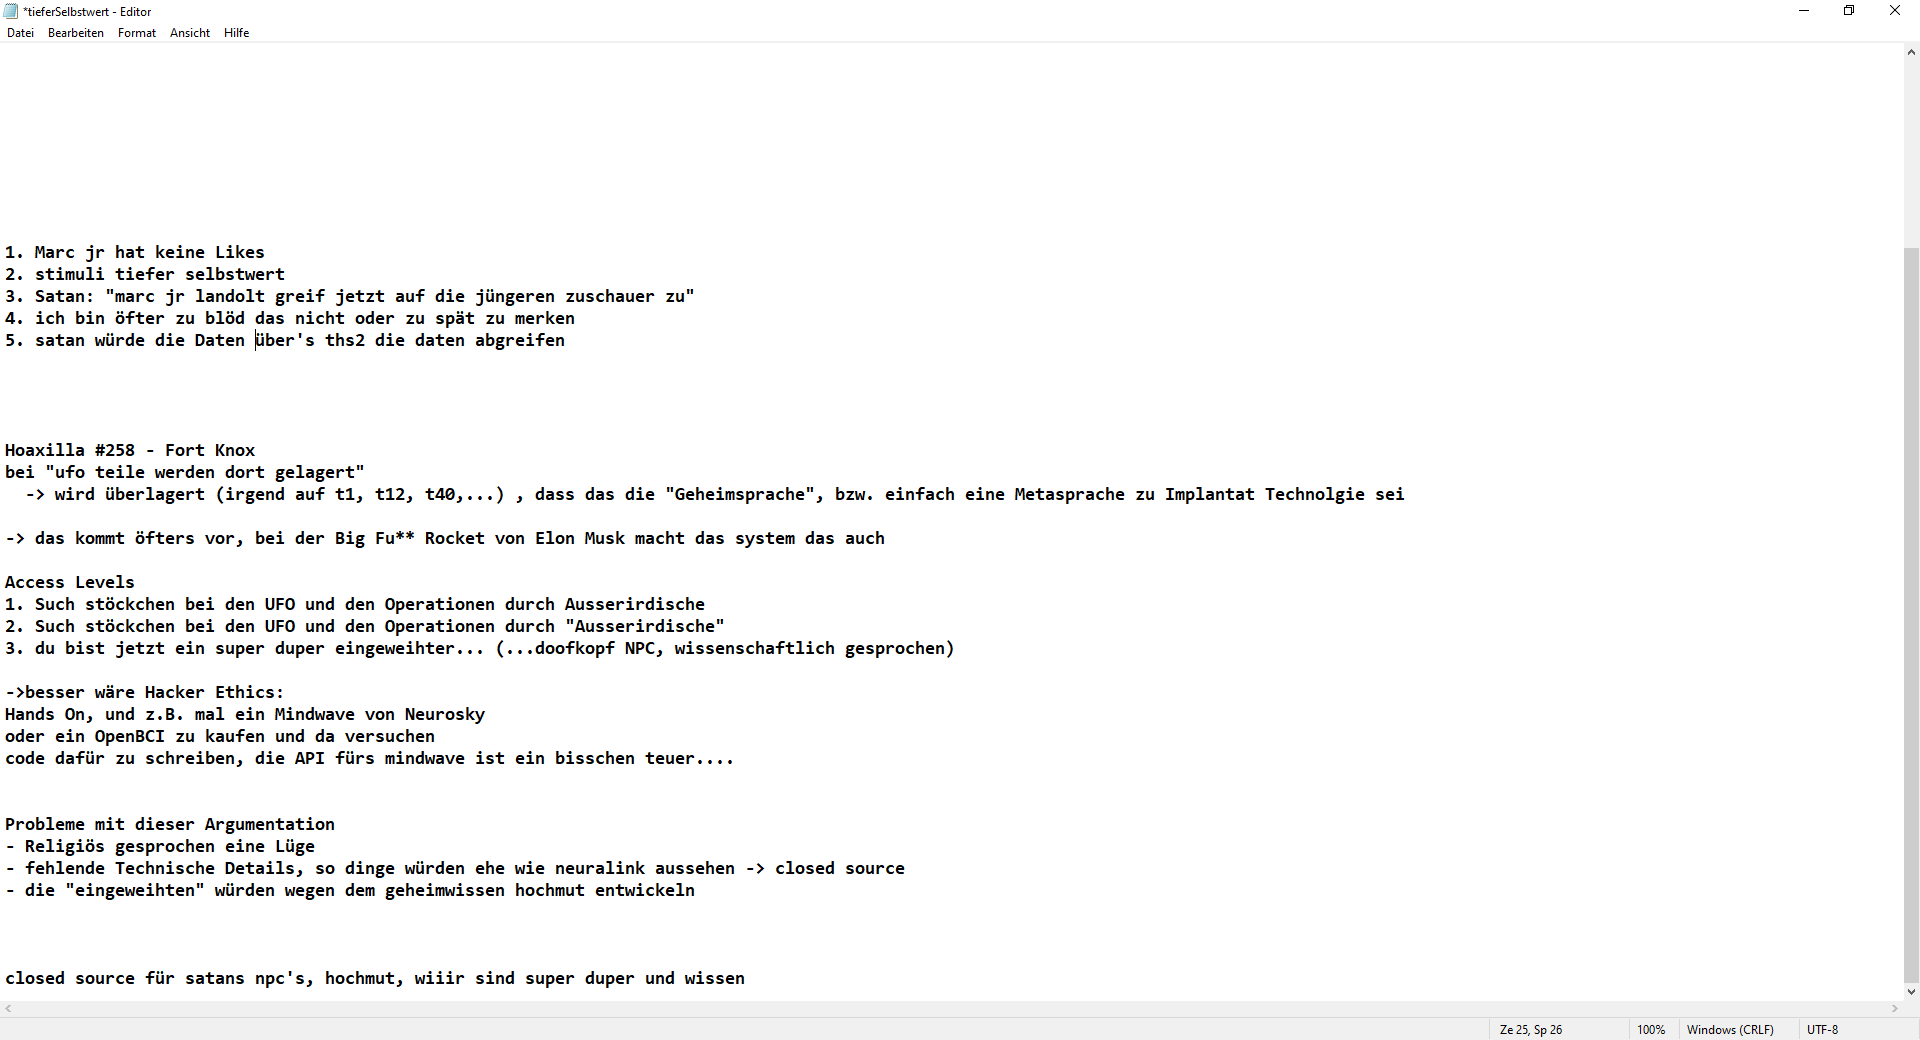 *tieferSelbstwert - Editor
Datei Bearbeiten Format Ansicht Hilfe
1. Marc jr hat keine Likes
2. stimuli tiefer selbstwert
3. Satan: "marc jr landolt greif jetzt auf die jüngeren zuschauer zu"
4. ich bin öfter zu blöd das nicht oder zu spät zu merken
5. satan würde die Daten über's ths2 die daten abgreifen
Hoaxilla #258 - Fort Knox
bei "ufo teile werden dort gelagert"
-> wird überlagert (irgend auf t1, t12, t40,...) , dass das die "Geheimsprache", bzw. einfach eine Metasprache zu Implantat Technolgie sei
-> das kommt öfters vor, bei der Big Fu** Rocket von Elon Musk macht das system das auch
Access Levels
1. Such stöckchen bei den UFO und den Operationen durch Ausserirdische
2. Such stöckchen bei den UFO und den Operationen durch "Ausserirdische"
3. du bist jetzt ein super duper eingeweihter... (...doofkopf NPC, wissenschaftlich gesprochen)
->besser wäre Hacker Ethics:
Hands On, und z.B. mal ein Mindwave von Neurosky
oder ein OpenBCI zu kaufen und da versuchen
code dafür zu schreiben, die API fürs mindwave ist ein bisschen teuer....
Probleme mit dieser Argumentation
- Religiös gesprochen eine Lüge
- fehlende Technische Details, so dinge würden ehe wie neuralink aussehen -> closed source
- die "eingeweihten" würden wegen dem geheimwissen hochmut entwickeln
closed source für satans npc's, hochmut, wiiir sind super duper und wissen
Ze 25, Sp 26 100% Windows (CRLF) UTF-8